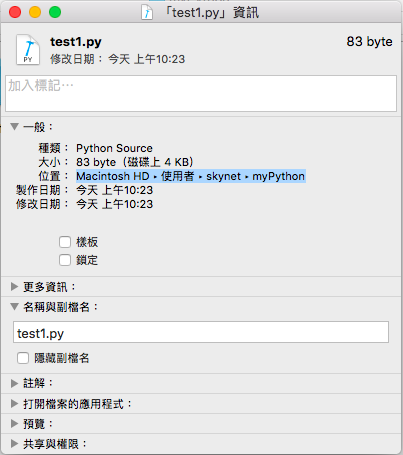 「test1.py」資訊
test1.py 83 byte
修改日期： 今天 上午10:23
PY
加入標記⋯
一般：
種類： Python Source
大小： 83 byte（磁碟上 4 KB）
位置： Macintosh HD ▸ 使用者 ▸ skynet ▸ myPython
製作日期： 今天 上午10:23
修改日期： 今天 上午10:23
樣板
鎖定
更多資訊：
名稱與副檔名：
test1.py
隱藏副檔名
註解：
打開檔案的應用程式：
預覽：
共享與權限：